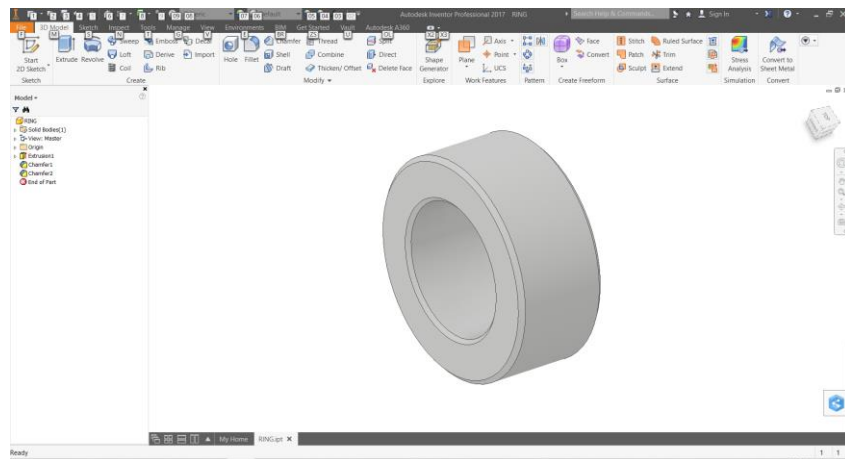 Autodesk Inventor Professional 2017 RING
Search Help & Commands... Sign In
File 3D Model Sketch Inspect Tools Manage View Environments BIM Get Started Vault Autodesk A360
Start
2D Sketch
Extrude Revolve
Sweep Emboss Decal
Loft Derive Import
Coil Rib
Hole Fillet
Chamfer Thread Split
Shell Combine Direct
Draft Thicken/ Offset Delete Face
Shape
Generator
Plane
Axis
Point
UCS
Box
Face
Convert
Stitch Ruled Surface
Patch Trim
Sculpt Extend
Stress
Analysis
Convert to
Sheet Metal
Sketch Create Modify Explore Work Features Pattern Create Freeform Surface Simulation Convert
Model
RING
Solid Bodies(1)
View: Master
Origin
Extrusion1
Chamfer1
Chamfer2
End of Part
My Home RING.ipt
Ready 1 1